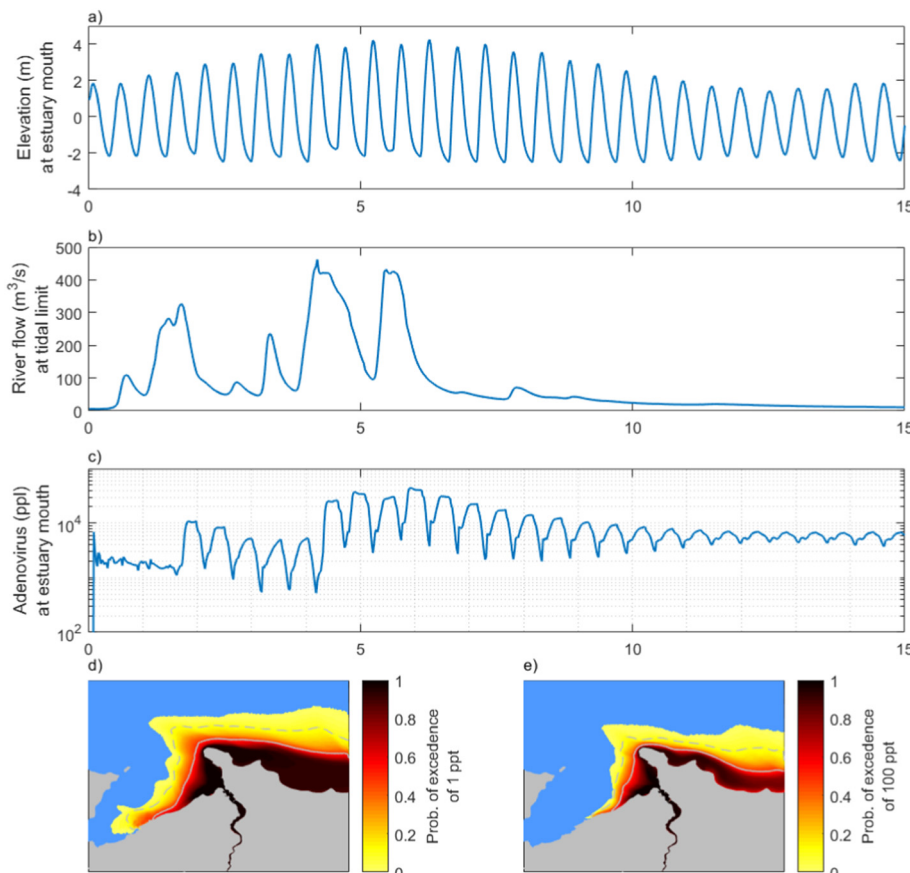 a)
Elevation (m)
at estuary mouth
4
2
0
-2
-4
0
5
10
15
b)
River flow (m³/s)
at tidal limit
500
400
300
200
100
0
0
5
10
15
c)
Adenovirus (ppl)
at estuary mouth
10⁴
10²
0
5
10
15
d)
1
0.8
0.6
0.4
0.2
0
Prob. of excedence
of 1 ppt
e)
1
0.8
0.6
0.4
0.2
0
Prob. of excedence
of 100 ppt